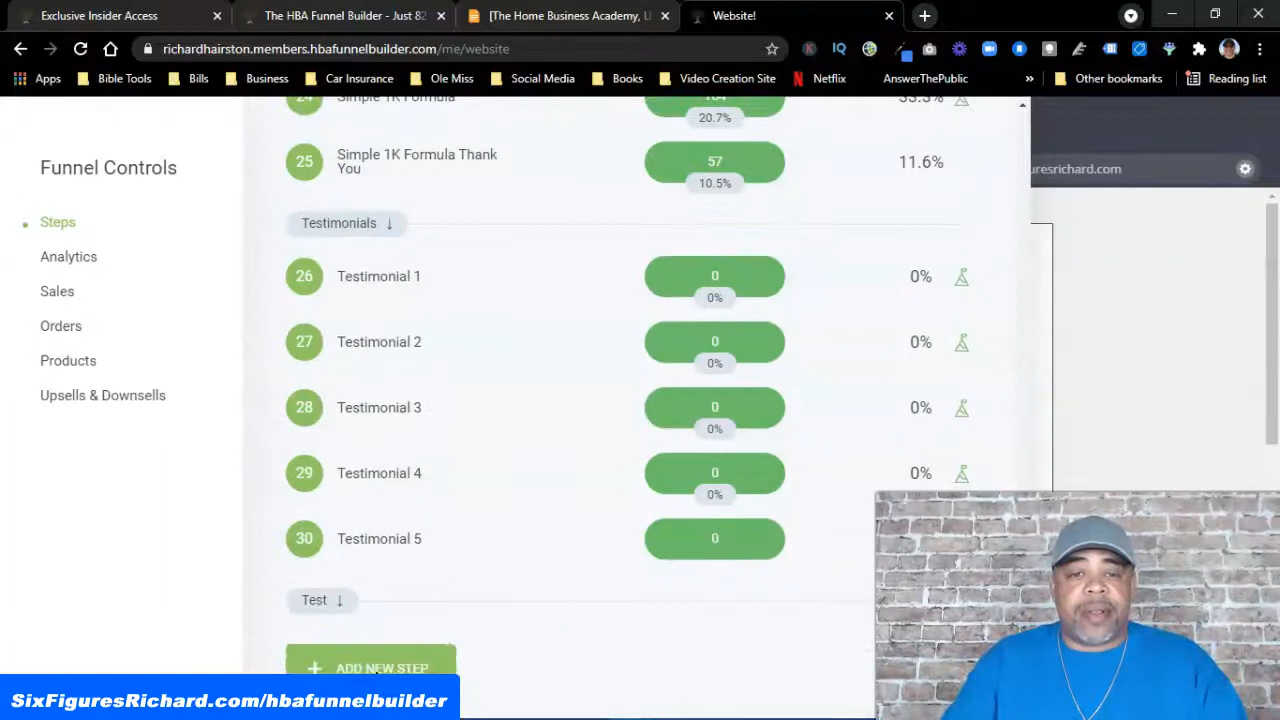 Exclusive Insider Access
The HBA Funnel Builder - Just 82
[The Home Business Academy, LI
Website!
richardhairston.members.hbafunnelbuilder.com/me/website
Apps
Bible Tools
Bills
Business
Car Insurance
Ole Miss
Social Media
Books
Video Creation Site
Netflix
AnswerThePublic
Other bookmarks
Reading list
Funnel Controls
Steps
Analytics
Sales
Orders
Products
Upsells & Downsells
24 Simple 1K Formula 104 33.3%
20.7%
25 Simple 1K Formula Thank You 57 11.6%
10.5%
Testimonials ↓
26 Testimonial 1 0 0%
0%
27 Testimonial 2 0 0%
0%
28 Testimonial 3 0 0%
0%
29 Testimonial 4 0 0%
0%
30 Testimonial 5 0
Test ↓
+ ADD NEW STEP
uresrichard.com
SixFiguresRichard.com/hbafunnelbuilder